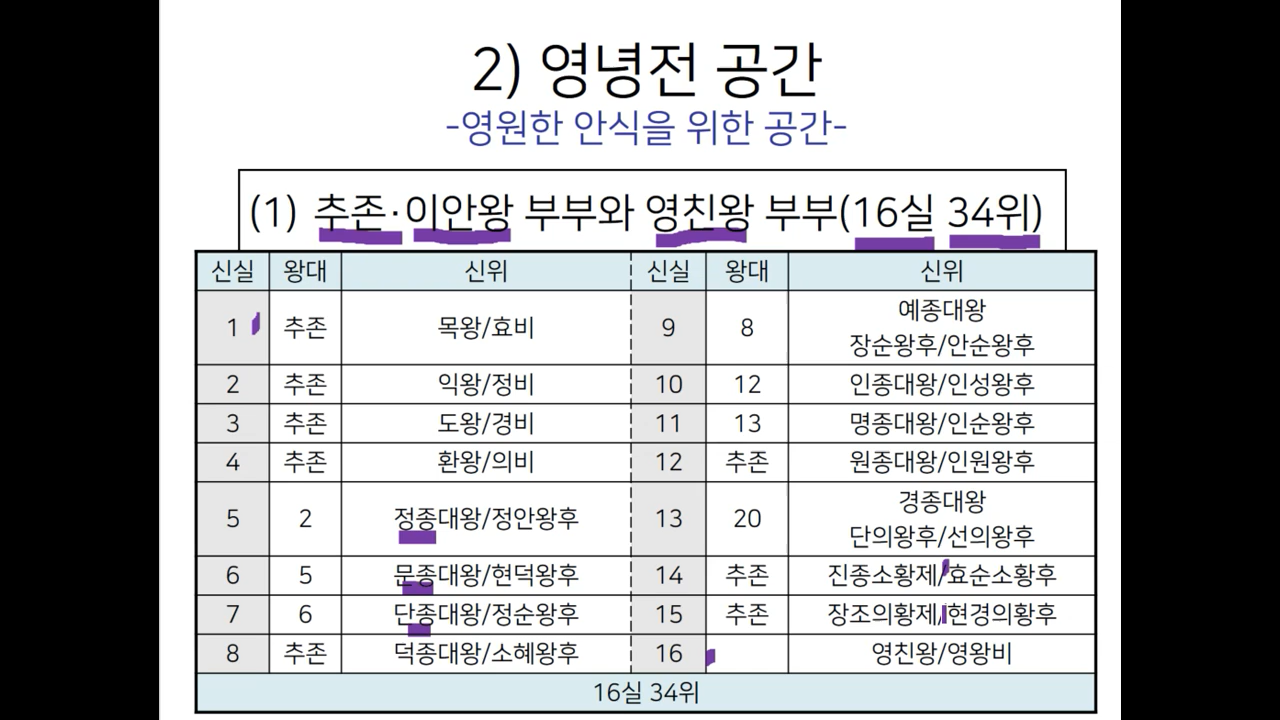 2) 영녕전 공간
-영원한 안식을 위한 공간-
(1) 추존·이안왕 부부와 영친왕 부부(16실 34위)
신실 왕대 신위 신실 왕대 신위
1 추존 목왕/효비 9 8 예종대왕
장순왕후/안순왕후
2 추존 익왕/정비 10 12 인종대왕/인성왕후
3 추존 도왕/경비 11 13 명종대왕/인순왕후
4 추존 환왕/의비 12 추존 원종대왕/인원왕후
5 2 정종대왕/정안왕후 13 20 경종대왕
단의왕후/선의왕후
6 5 문종대왕/현덕왕후 14 추존 진종소황제/효순소황후
7 6 단종대왕/정순왕후 15 추존 장조의황제/현경의황후
8 추존 덕종대왕/소혜왕후 16 영친왕/영왕비
16실 34위